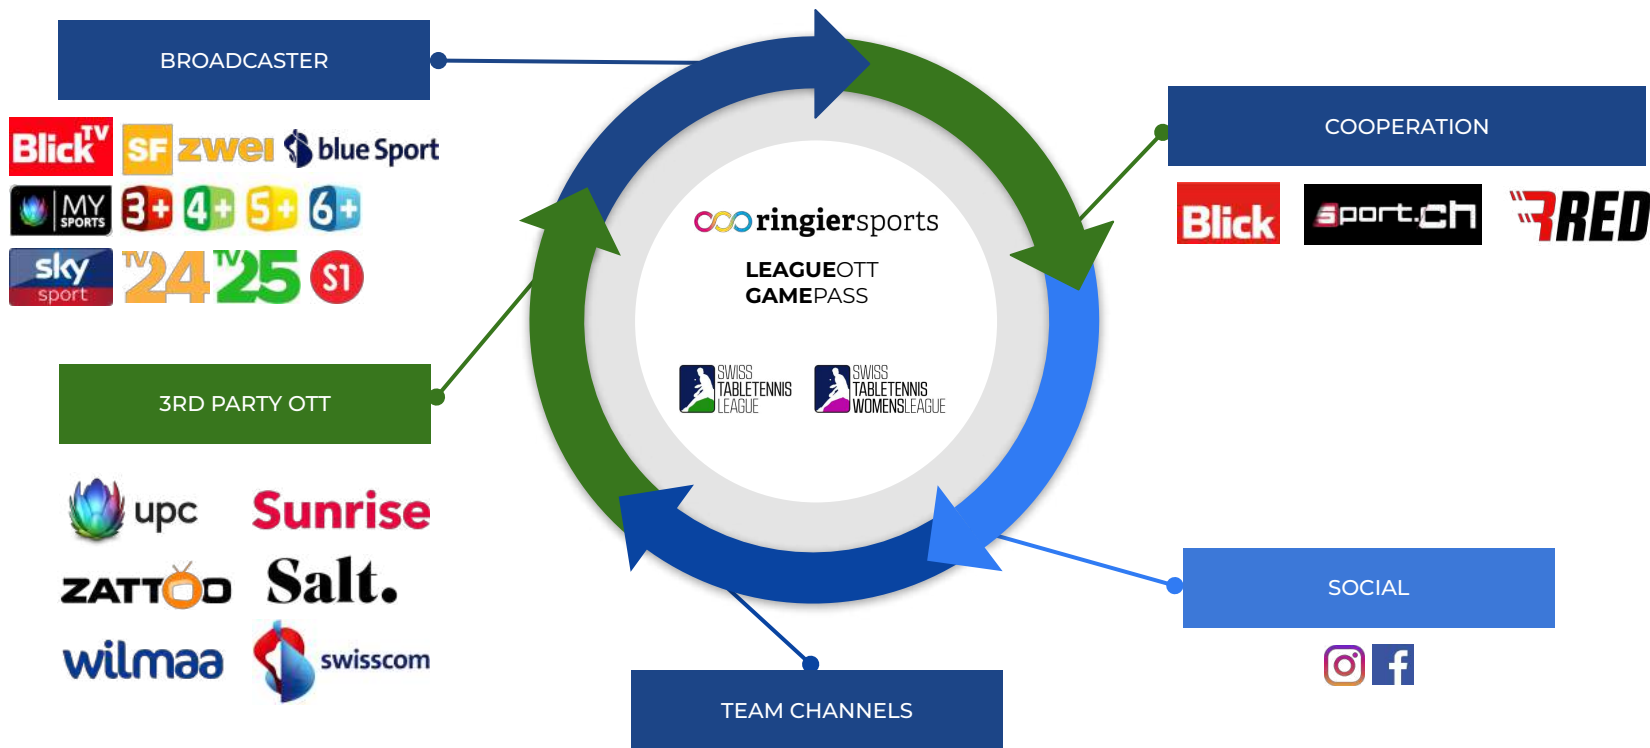 BROADCASTER
Blick TV
SF zwei
blue Sport
MY SPORTS
3+
4+
5+
6+
sky sport
TV 24
TV 25
S1
3RD PARTY OTT
upc
Sunrise
ZATTOO
Salt.
wilmaa
swisscom
ringiersports
LEAGUEOTT
GAMEPASS
SWISS
TABLETENNIS
LEAGUE
SWISS
TABLETENNIS
WOMENSLEAGUE
COOPERATION
Blick
sport.ch
RED
SOCIAL
f
TEAM CHANNELS